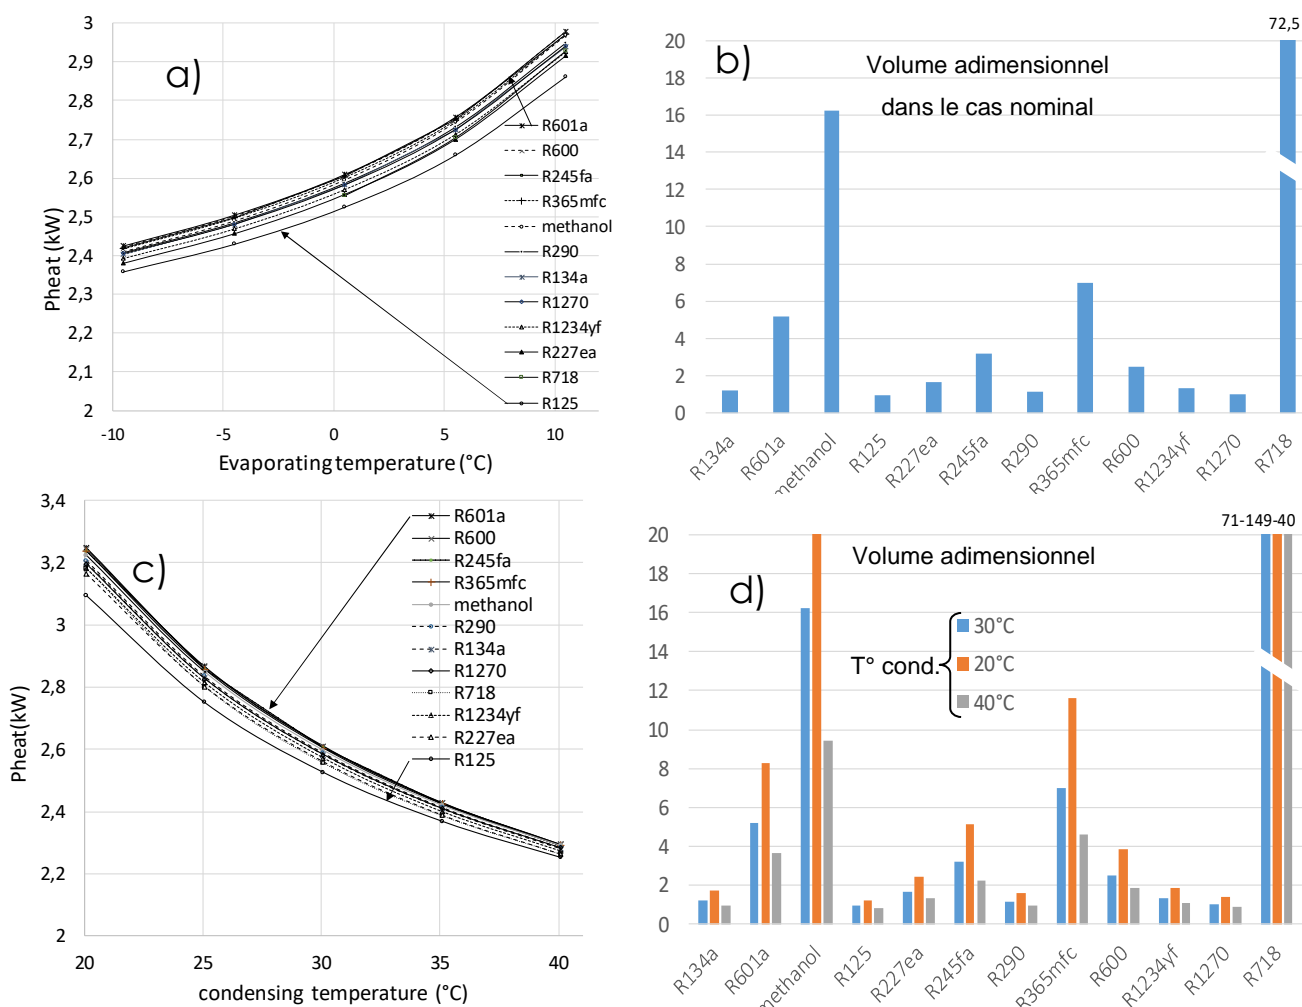 a)
3
2,9
2,8
2,7
2,6
2,5
2,4
2,3
2,2
2,1
2
Pheat (kW)
-10
-5
0
5
10
Evaporating temperature (°C)
R601a
R600
R245fa
R365mfc
methanol
R290
R134a
R1270
R1234yf
R227ea
R718
R125
b)
Volume adimensionnel
dans le cas nominal
72,5
20
18
16
14
12
10
8
6
4
2
0
R134a
R601a
methanol
R125
R227ea
R245fa
R290
R365mfc
R600
R1234yf
R1270
R718
c)
3,4
3,2
3
2,8
2,6
2,4
2,2
2
Pheat(kW)
20
25
30
35
40
condensing temperature (°C)
R601a
R600
R245fa
R365mfc
methanol
R290
R134a
R1270
R718
R1234yf
R227ea
R125
d)
Volume adimensionnel
71-149-40
T° cond.
30°C
20°C
40°C
20
18
16
14
12
10
8
6
4
2
0
R134a
R601a
methanol
R125
R227ea
R245fa
R290
R365mfc
R600
R1234yf
R1270
R718